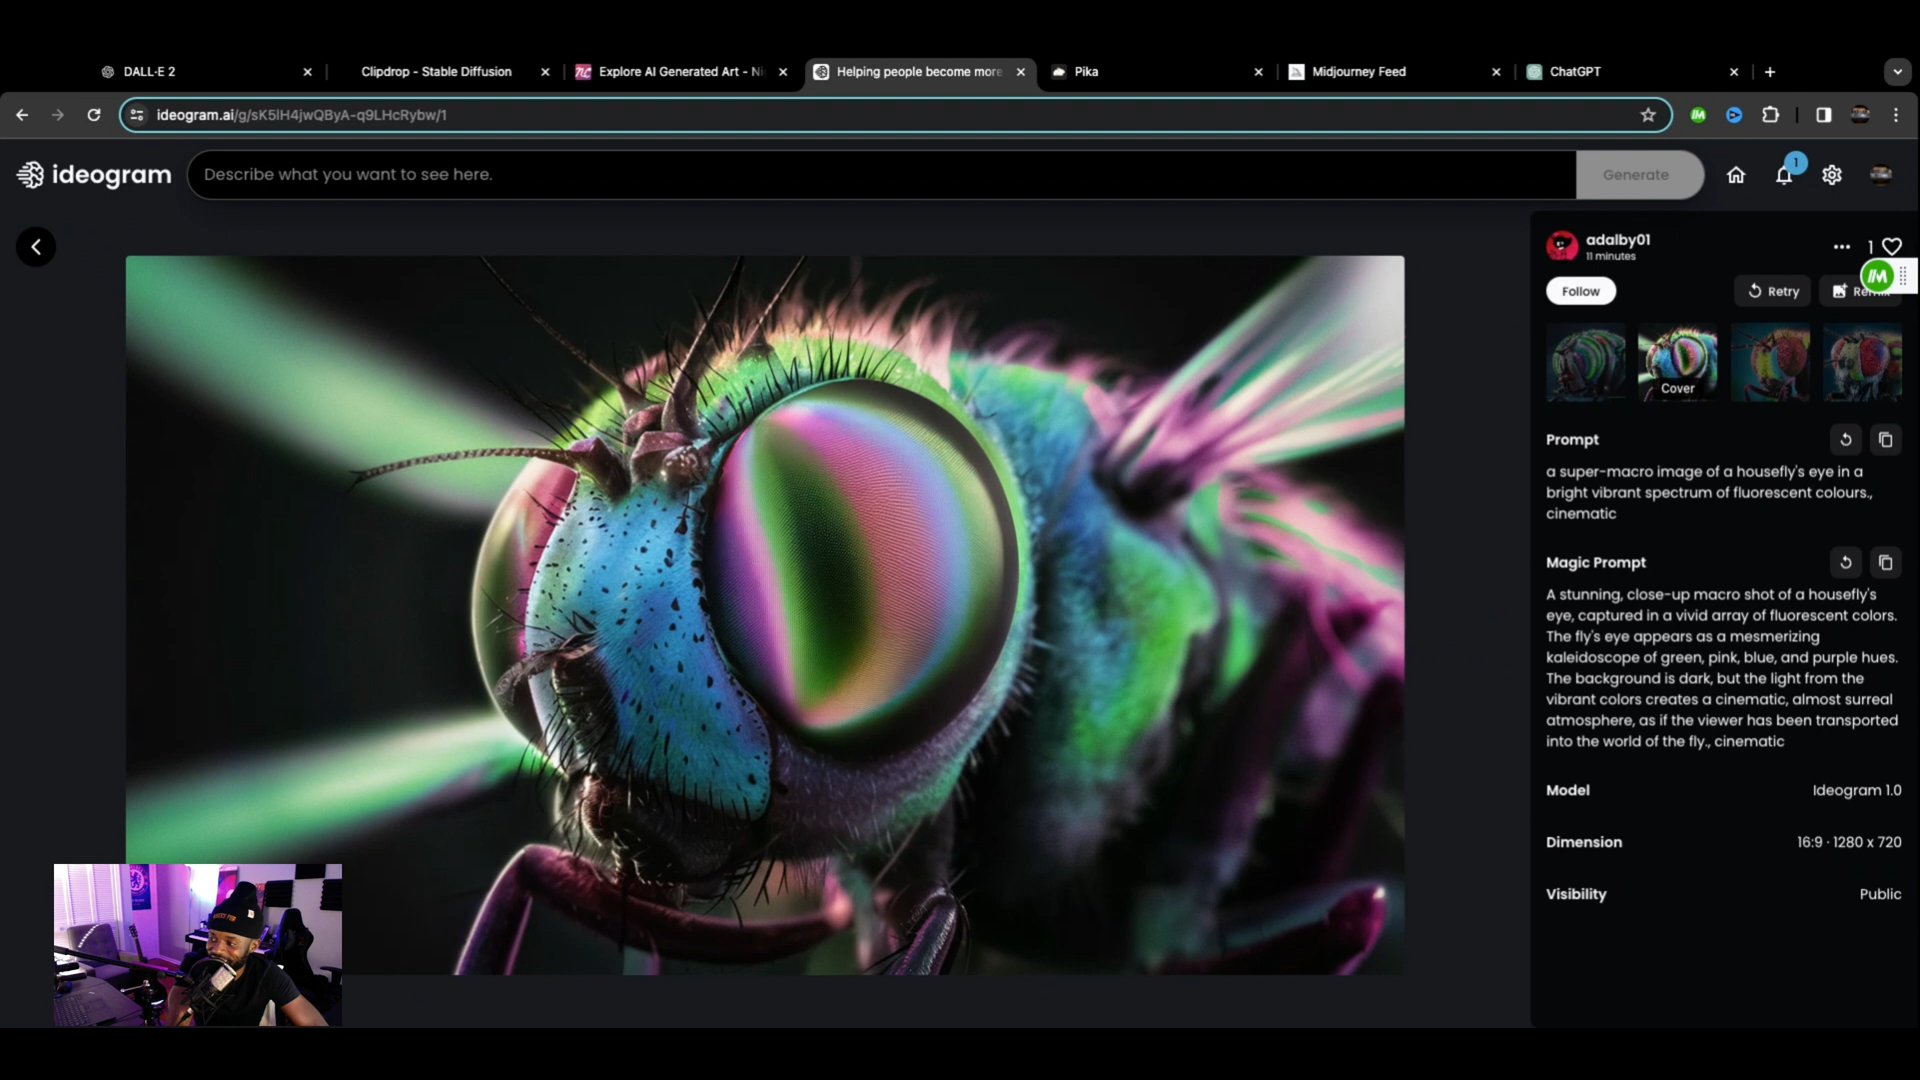 DALL·E 2
Clipdrop - Stable Diffusion
Explore AI Generated Art - Ni
Helping people become more
Pika
Midjourney Feed
ChatGPT
ideogram.ai/g/sK5lH4jwQByA-q9LHcRybw/1
ideogram
Describe what you want to see here.
Generate
1
adalby01
11 minutes
1
Follow
Retry
Cover
Prompt
a super-macro image of a housefly's eye in a
bright vibrant spectrum of fluorescent colours.,
cinematic
Magic Prompt
A stunning, close-up macro shot of a housefly's
eye, captured in a vivid array of fluorescent colors.
The fly's eye appears as a mesmerizing
kaleidoscope of green, pink, blue, and purple hues.
The background is dark, but the light from the
vibrant colors creates a cinematic, almost surreal
atmosphere, as if the viewer has been transported
into the world of the fly., cinematic
Model
Ideogram 1.0
Dimension
16:9 · 1280 x 720
Visibility
Public